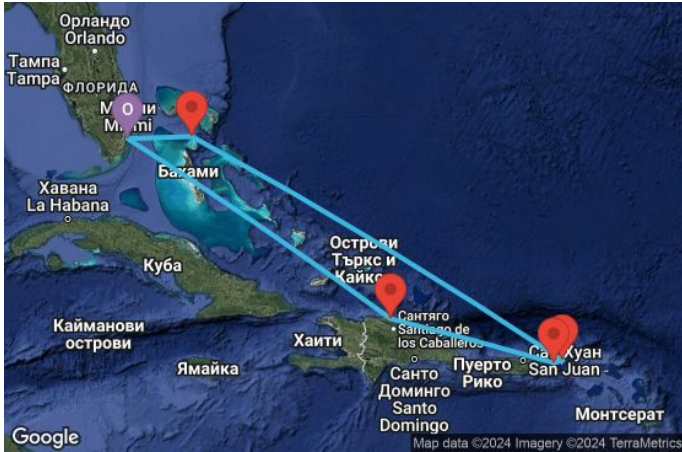 Орландо
Orlando
Тампа
Tampa
ФЛОРИДА
O
Miami
Бахами
Хавана
La Habana
Куба
Острови
Търкс и
Кайкос
Кайманови
острови
Ямайка
Хаити
Сантяго
Santiago de
los Caballeros
Санто
Доминго
Santo
Domingo
Пуерто
Рико
Сан Хуан
San Juan
Монтсерат
Google
Map data ©2024 Imagery ©2024 TerraMetrics